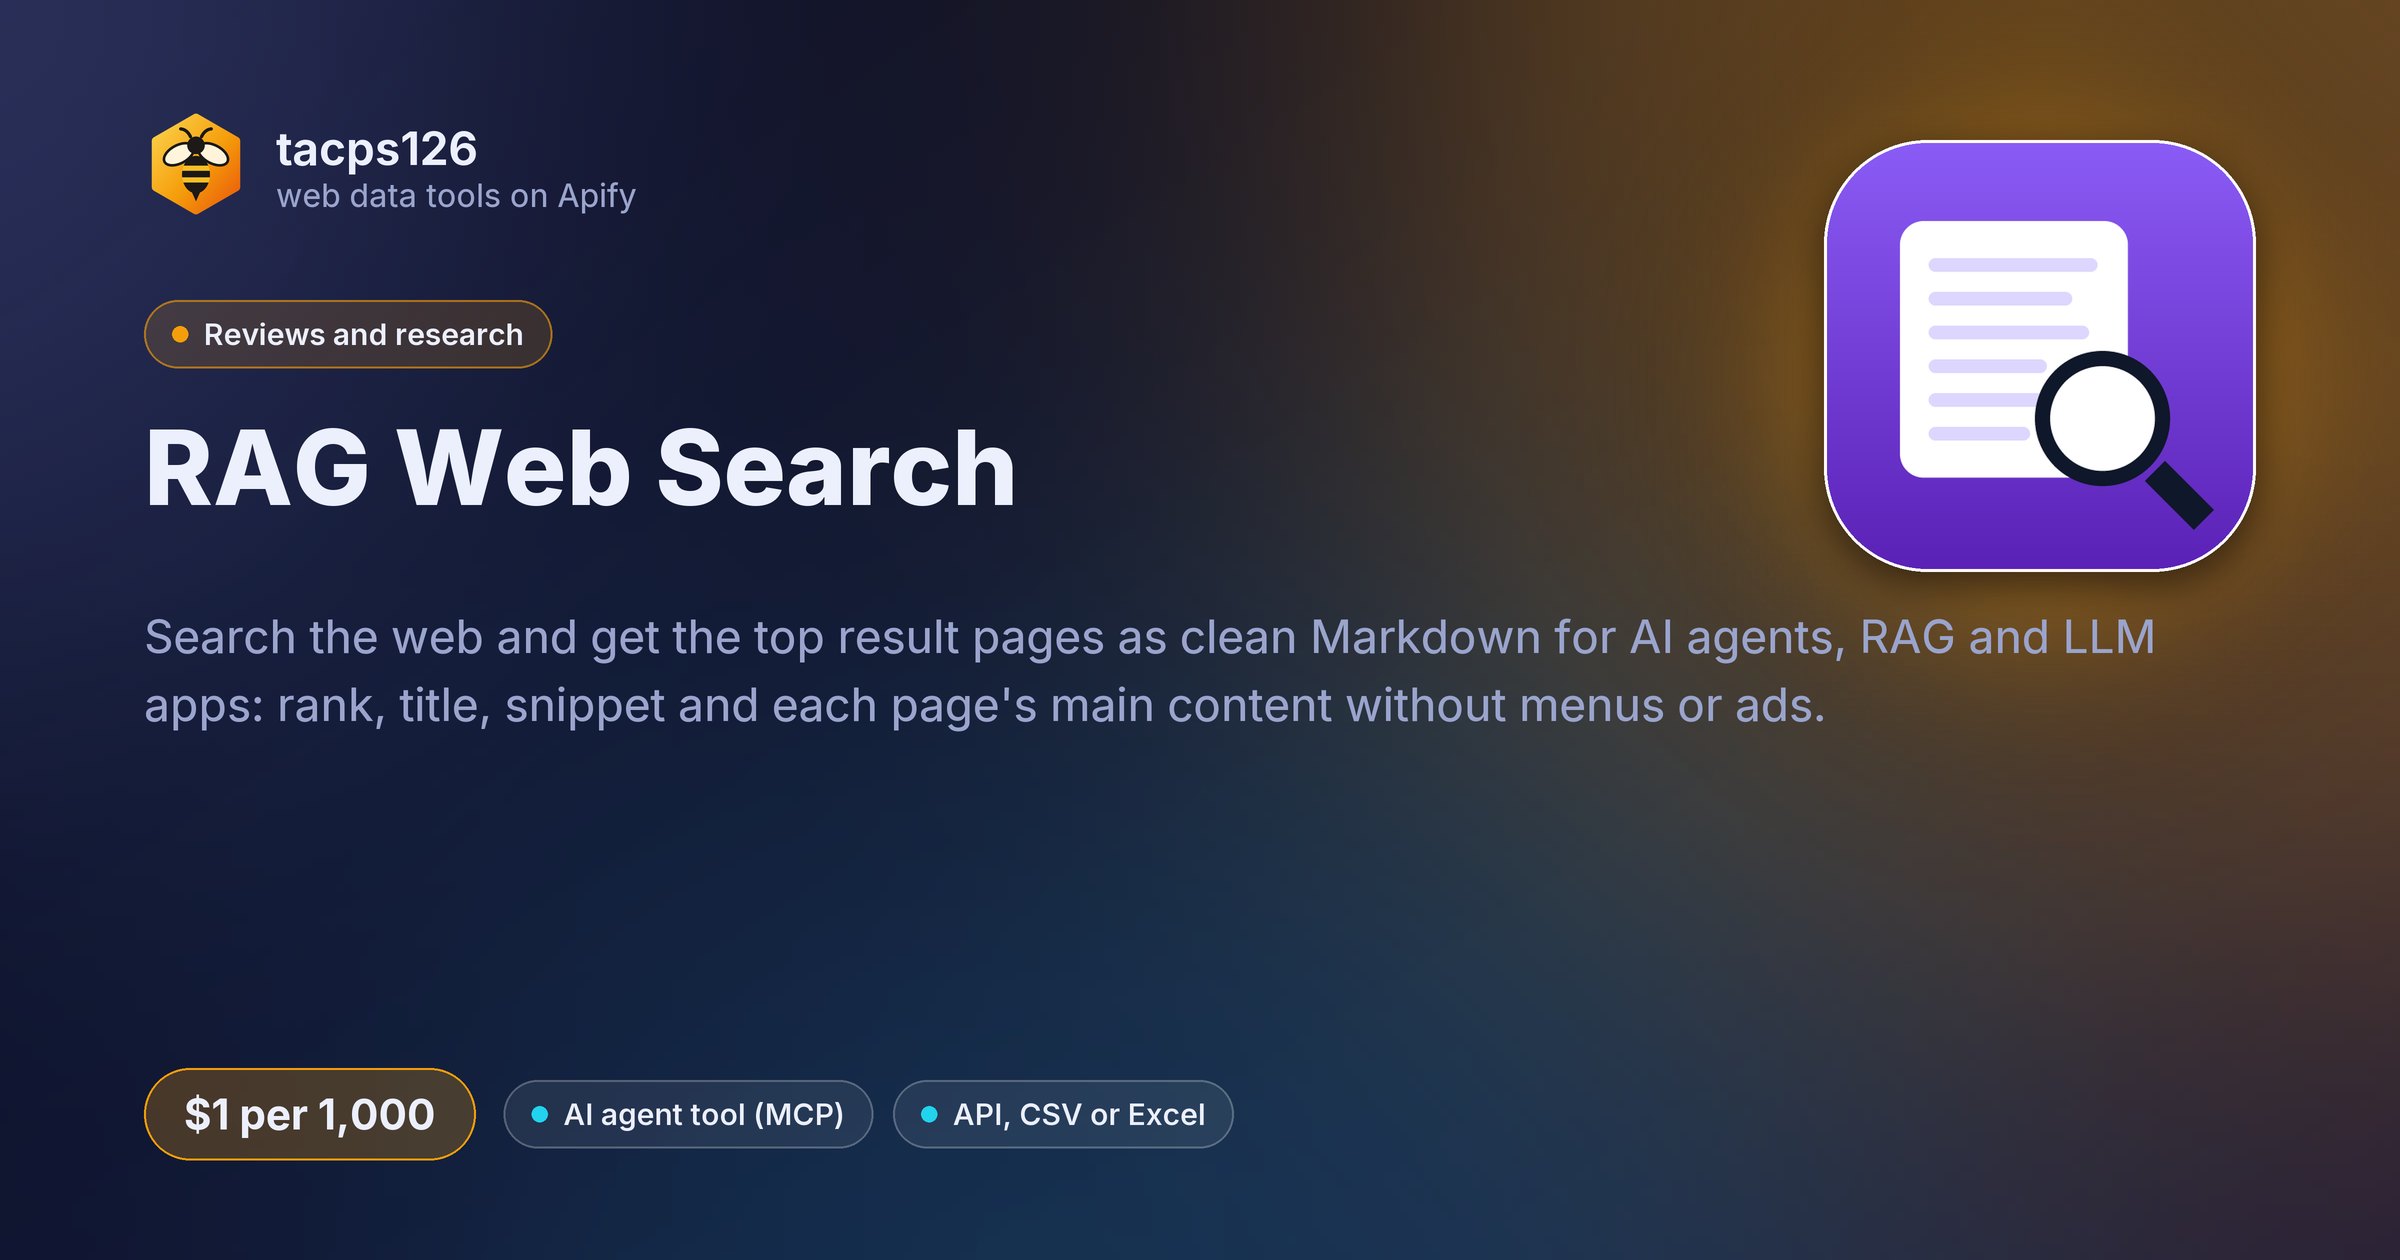 tacps126
web data tools on Apify
Reviews and research
RAG Web Search
Search the web and get the top result pages as clean Markdown for AI agents, RAG and LLM
apps: rank, title, snippet and each page's main content without menus or ads.
$1 per 1,000
AI agent tool (MCP)
API, CSV or Excel